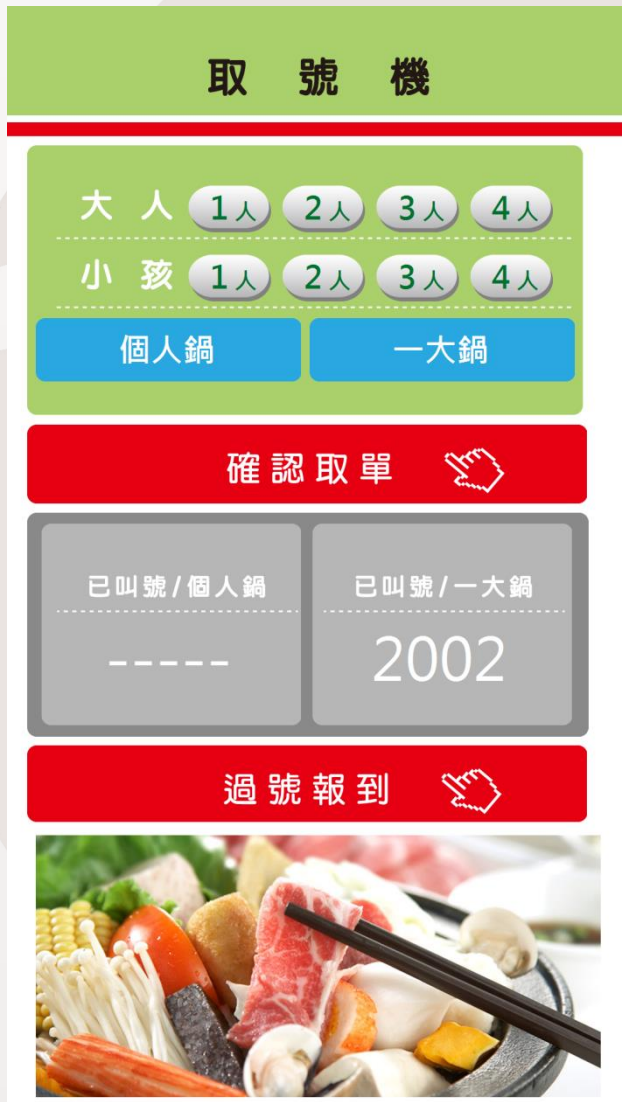 取號機
大人 1人 2人 3人 4人
小孩 1人 2人 3人 4人
個人鍋 一大鍋
確認取單
已叫號/個人鍋 已叫號/一大鍋
----- 2002
過號報到